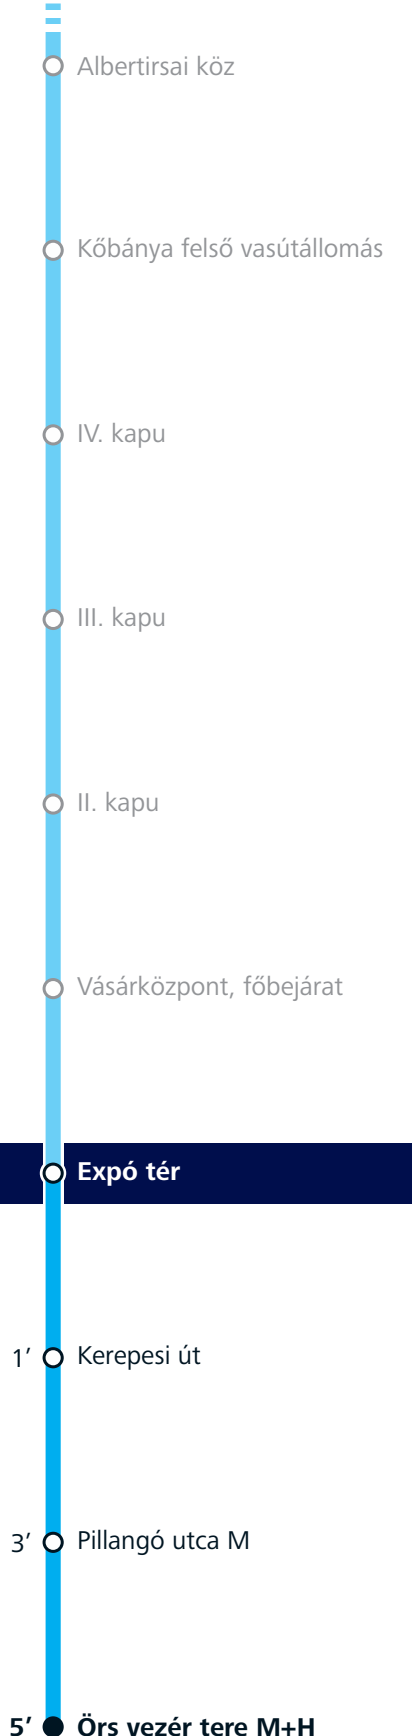 Albertirsai köz
Kőbánya felső vasútállomás
IV. kapu
III. kapu
II. kapu
Vásárközpont, főbejárat
Expó tér
1’ Kerepesi út
3’ Pillangó utca M
5’ Örs vezér tere M+H